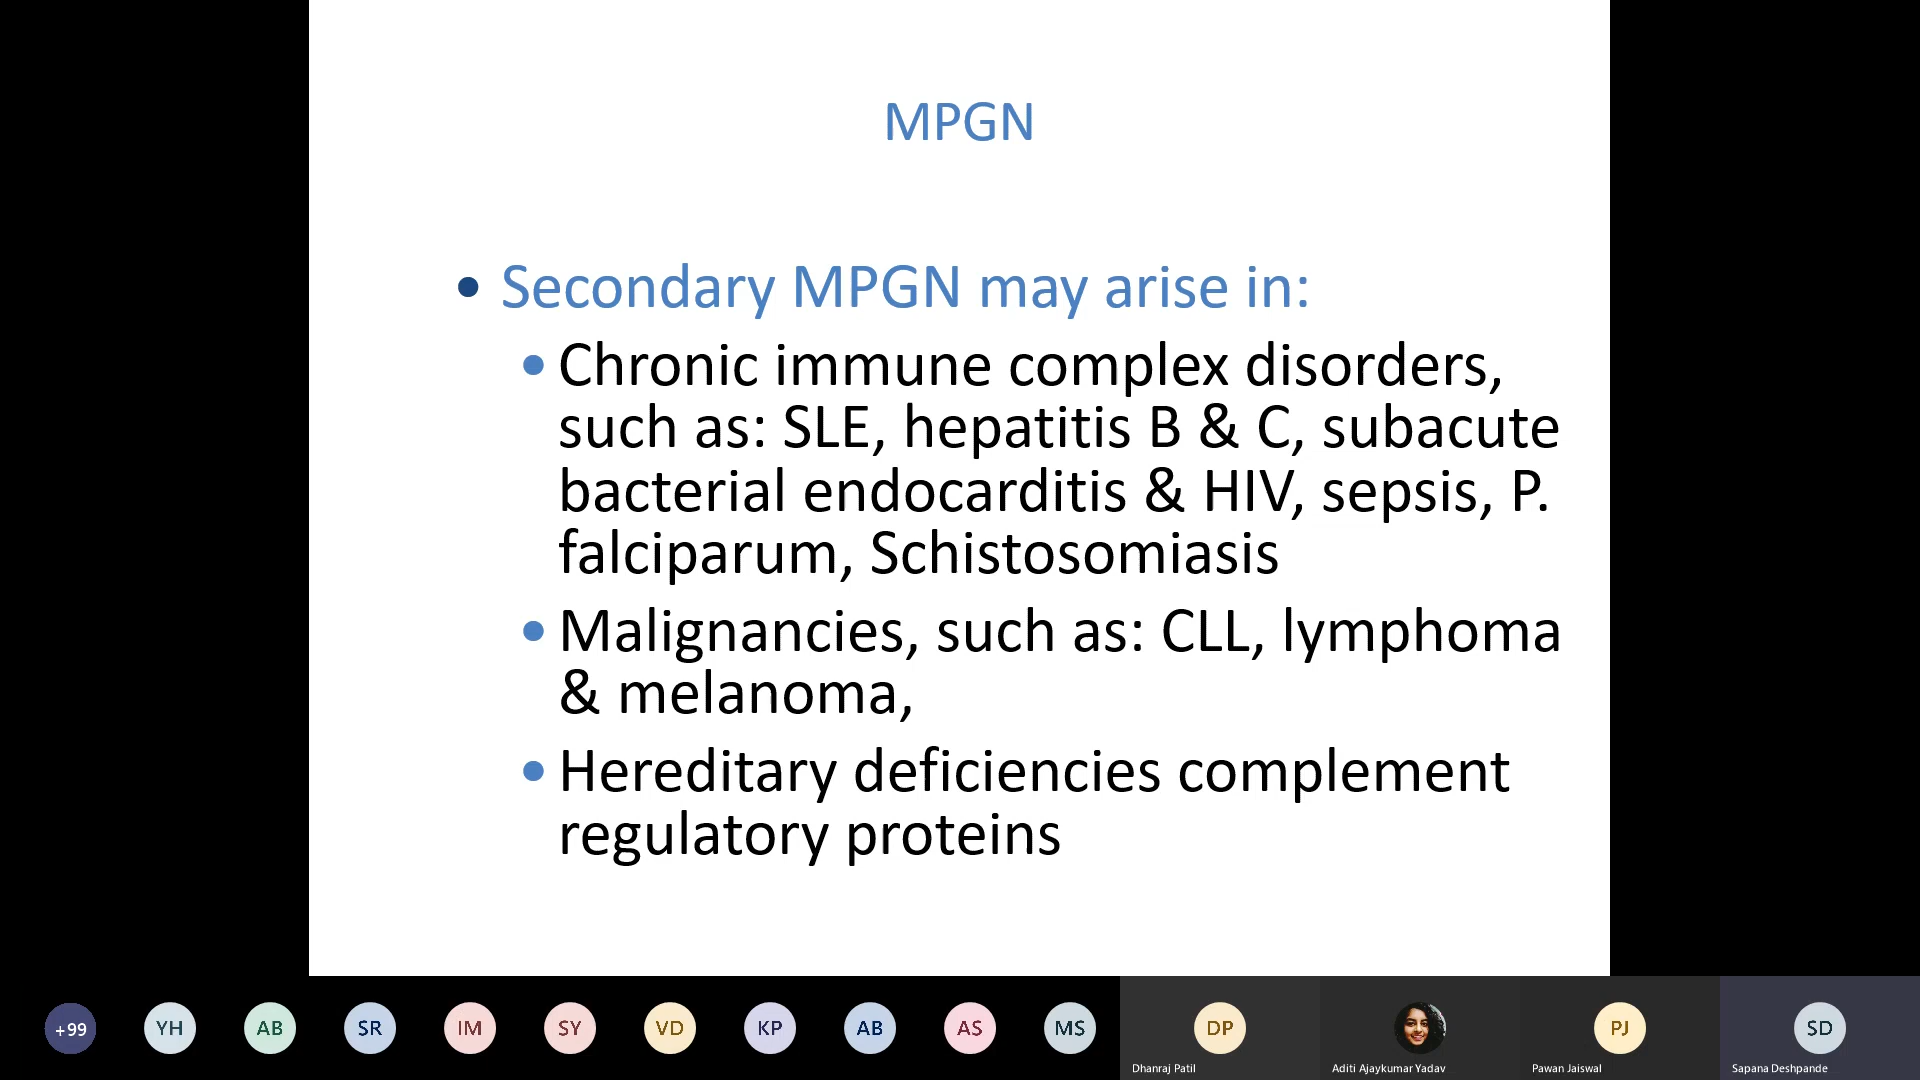 MPGN
• Secondary MPGN may arise in:
• Chronic immune complex disorders,
such as: SLE, hepatitis B & C, subacute
bacterial endocarditis & HIV, sepsis, P.
falciparum, Schistosomiasis
• Malignancies, such as: CLL, lymphoma
& melanoma,
• Hereditary deficiencies complement
regulatory proteins
+99 YH AB SR IM SY VD KP AB AS MS DP PJ SD
Dhanraj Patil Aditi Ajaykumar Yadav Pawan Jaiswal Sapana Deshpande